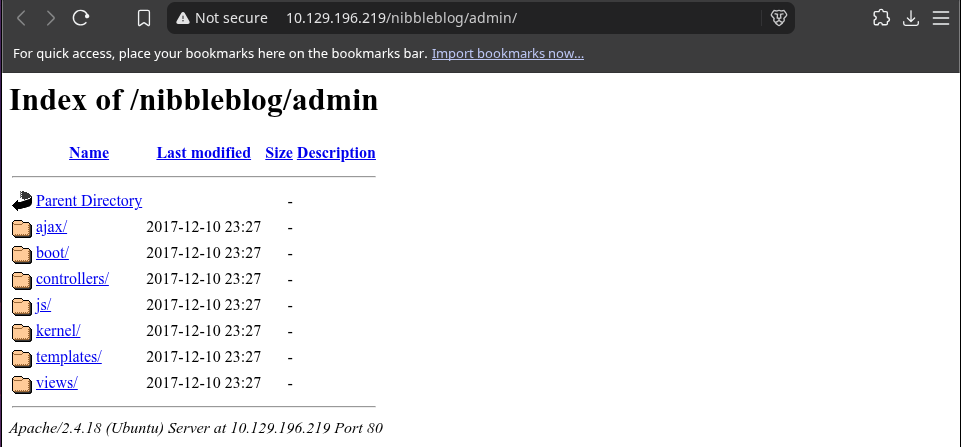 Not secure 10.129.196.219/nibbleblog/admin/
For quick access, place your bookmarks here on the bookmarks bar. Import bookmarks now...
Index of /nibbleblog/admin
Name Last modified Size Description
Parent Directory -
ajax/ 2017-12-10 23:27 -
boot/ 2017-12-10 23:27 -
controllers/ 2017-12-10 23:27 -
js/ 2017-12-10 23:27 -
kernel/ 2017-12-10 23:27 -
templates/ 2017-12-10 23:27 -
views/ 2017-12-10 23:27 -
Apache/2.4.18 (Ubuntu) Server at 10.129.196.219 Port 80